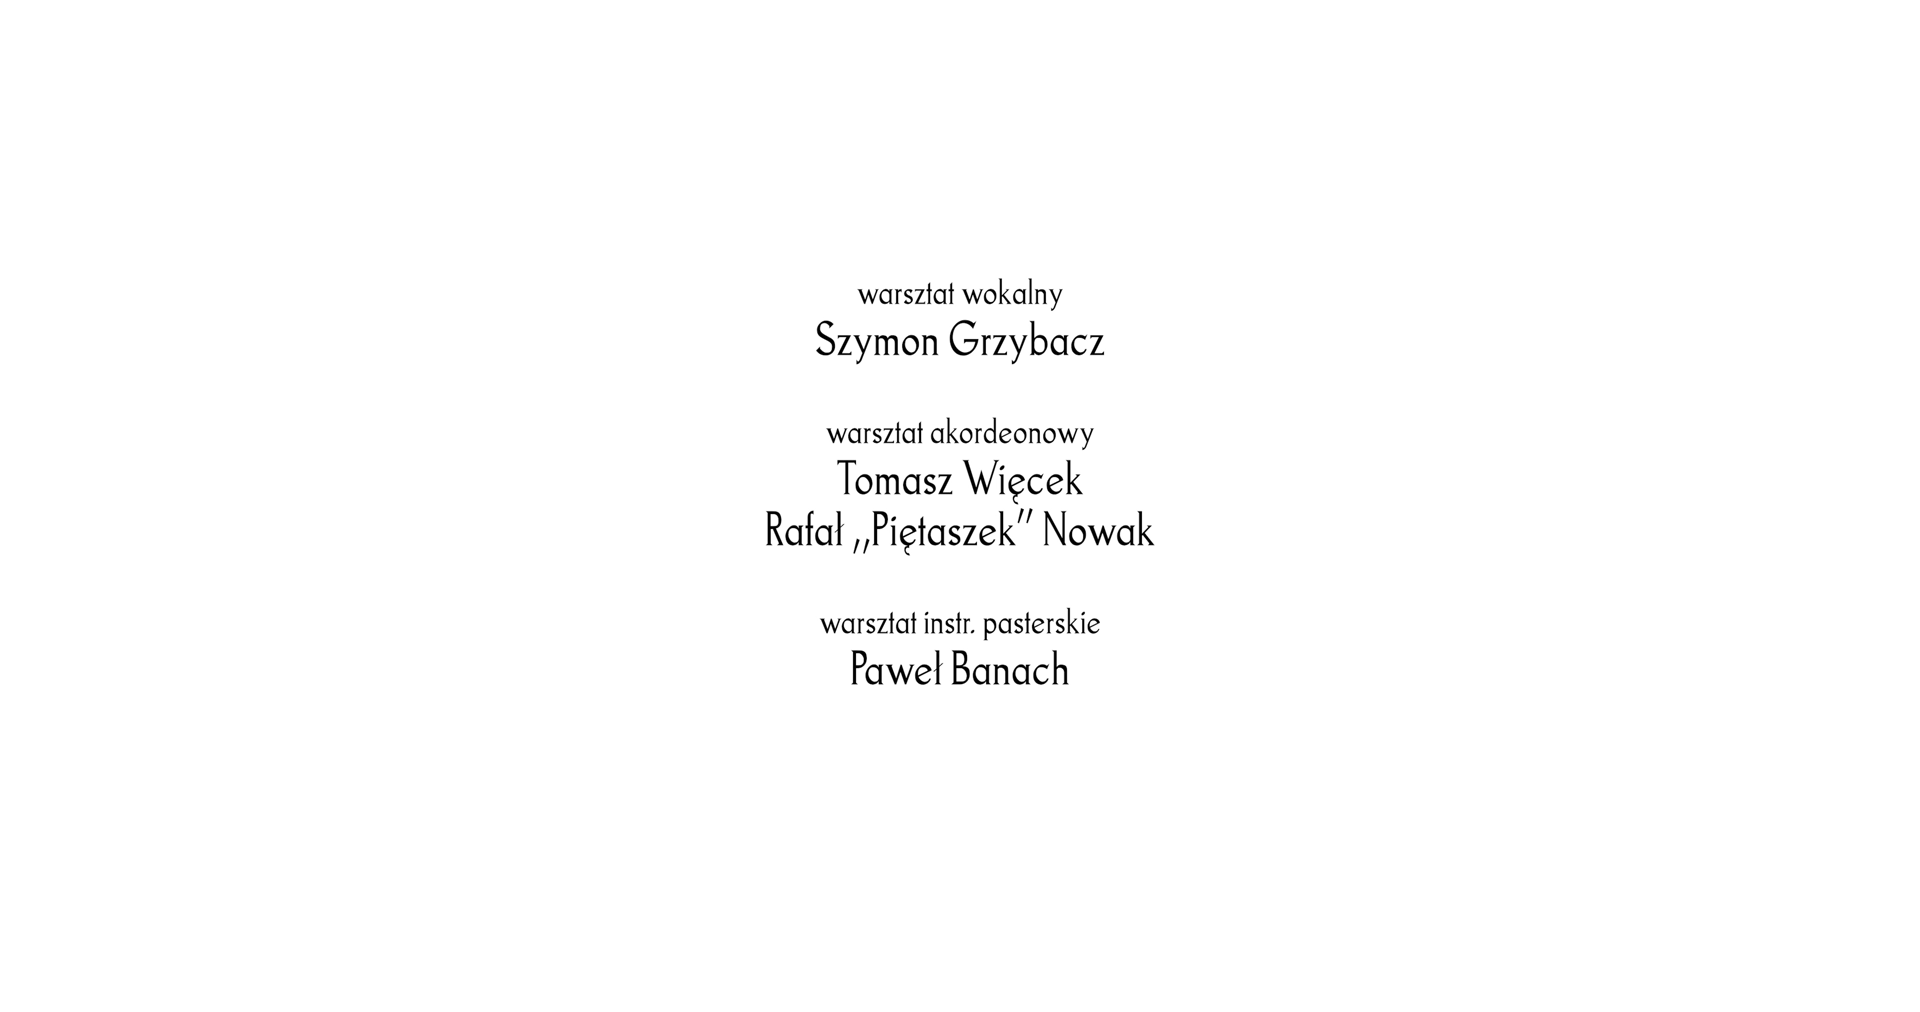 warsztat wokalny
Szymon Grzybacz
warsztat akordeonowy
Tomasz Więcek
Rafał ,,Piętaszek" Nowak
warsztat instr. pasterskie
Paweł Banach